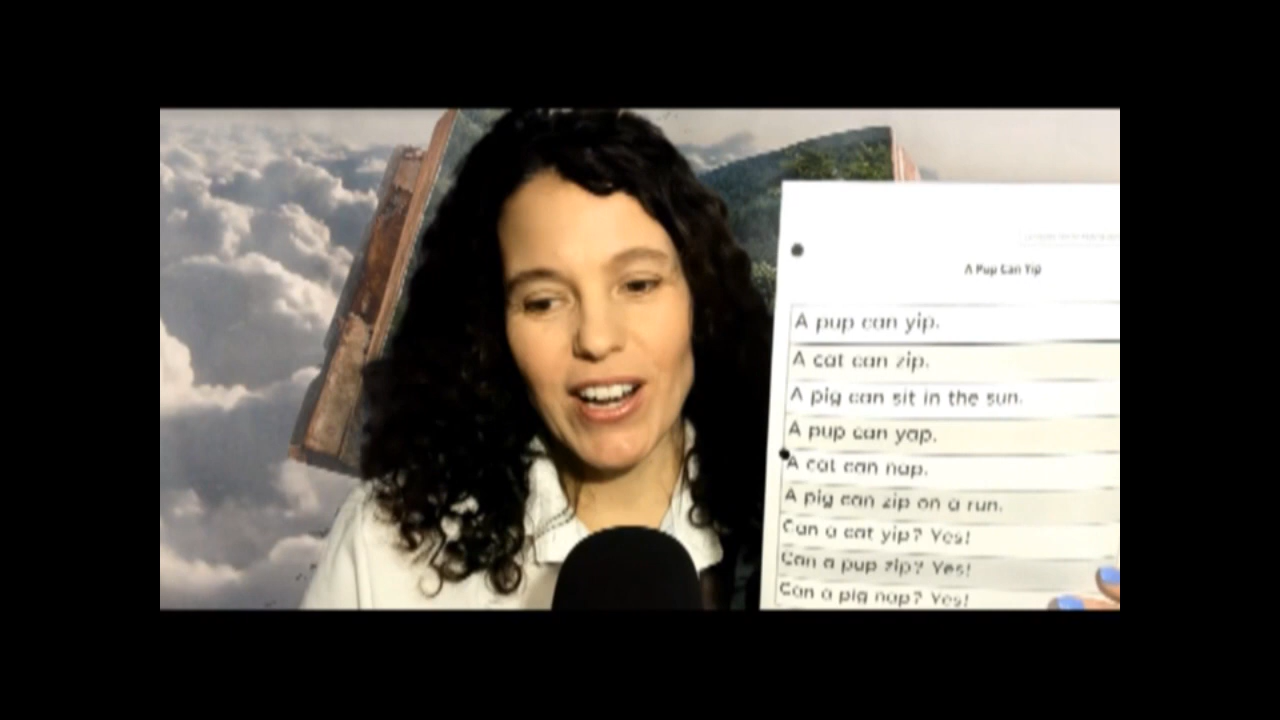 A Pup Can Yip
A pup can yip.
A cat can zip.
A pig can sit in the sun.
A pup can yap.
A cat can nap.
A pig can zip on a run.
Can a cat yip? Yes!
Can a pup zip? Yes!
Can a pig nap? Yes!